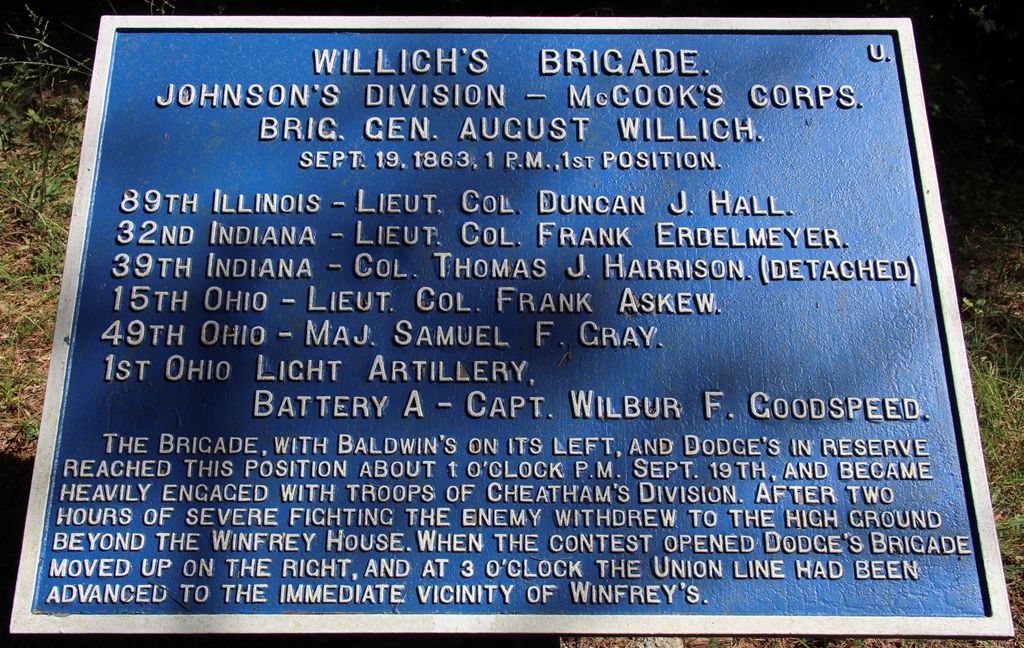 U.
WILLICH'S BRIGADE.
JOHNSON'S DIVISION – McCOOK'S CORPS.
BRIG. GEN. AUGUST WILLICH.
SEPT. 19, 1863, 1 P.M., 1ST POSITION.
89TH ILLINOIS – LIEUT. COL. DUNCAN J. HALL.
32ND INDIANA – LIEUT. COL. FRANK ERDELMEYER.
39TH INDIANA – COL. THOMAS J. HARRISON. (DETACHED)
15TH OHIO – LIEUT. COL. FRANK ASKEW.
49TH OHIO – MAJ. SAMUEL F. GRAY.
1ST OHIO LIGHT ARTILLERY,
BATTERY A – CAPT. WILBUR F. GOODSPEED.
THE BRIGADE, WITH BALDWIN'S ON ITS LEFT, AND DODGE'S IN RESERVE
REACHED THIS POSITION ABOUT 1 O'CLOCK P.M. SEPT. 19TH, AND BECAME
HEAVILY ENGAGED WITH TROOPS OF CHEATHAM'S DIVISION. AFTER TWO
HOURS OF SEVERE FIGHTING THE ENEMY WITHDREW TO THE HIGH GROUND
BEYOND THE WINFREY HOUSE. WHEN THE CONTEST OPENED DODGE'S BRIGADE
MOVED UP ON THE RIGHT, AND AT 3 O'CLOCK THE UNION LINE HAD BEEN
ADVANCED TO THE IMMEDIATE VICINITY OF WINFREY'S.